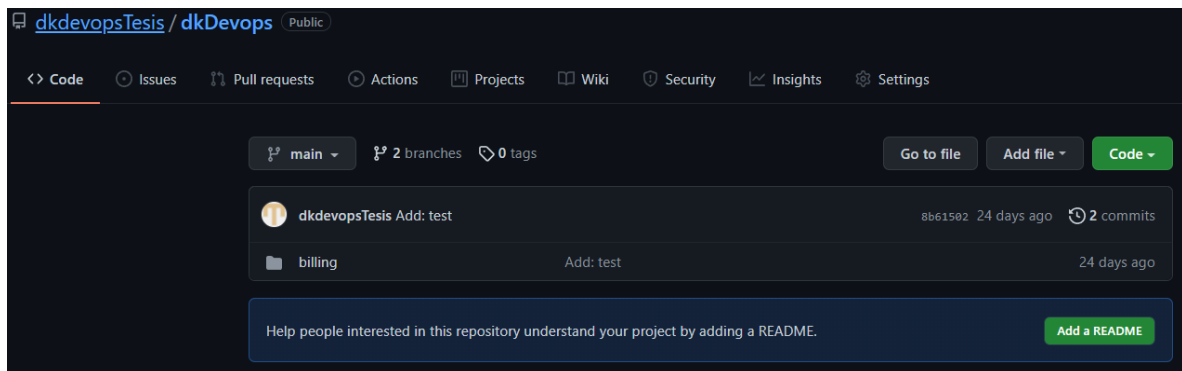 dkdevopsTesis / dkDevops Public
<> Code Issues Pull requests Actions Projects Wiki Security Insights Settings
main 2 branches 0 tags Go to file Add file Code
dkdevopsTesis Add: test 8b61502 24 days ago 2 commits
billing Add: test 24 days ago
Help people interested in this repository understand your project by adding a README. Add a README